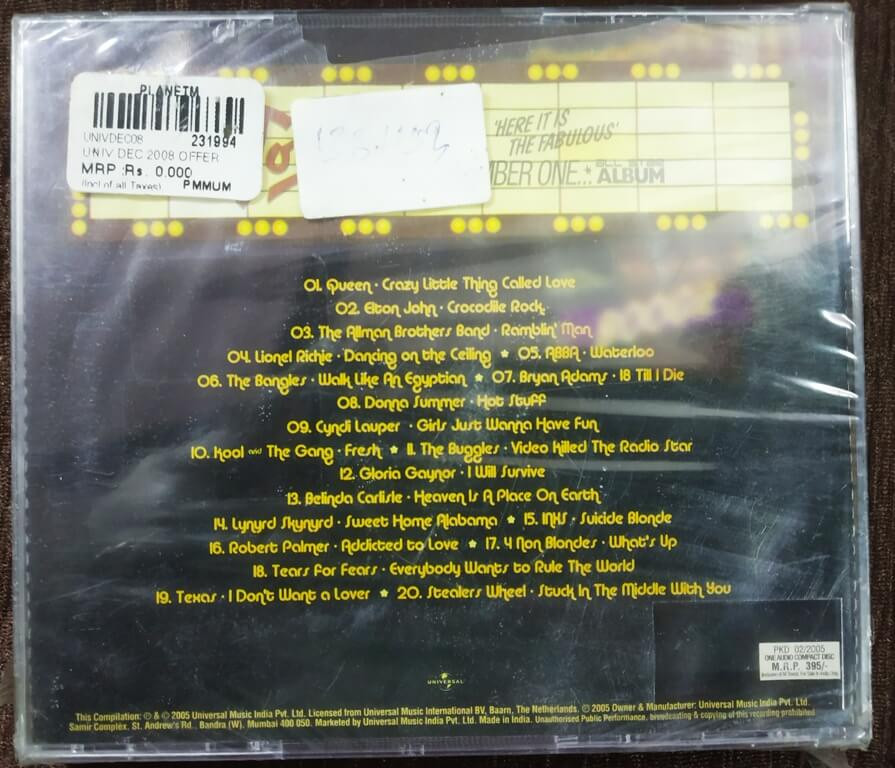 PLANETM
UNIVDEC08 231994
UNIV DEC 2008 OFFER
MRP :Rs. 0.000
(Incl of all Taxes) PMMUM
'HERE IT IS
THE FABULOUS'
BER ONE... ALL STAR ALBUM
01. Queen · Crazy Little Thing Called Love
02. Elton John · Crocodile Rock
03. The Allman Brothers Band · Ramblin' Man
04. Lionel Richie · Dancing on the Ceiling ★ 05. ABBA · Waterloo
06. The Bangles · Walk Like An Egyptian ★ 07. Bryan Adams · 18 Till I Die
08. Donna Summer · Hot Stuff
09. Cyndi Lauper · Girls Just Wanna Have Fun
10. Kool and The Gang · Fresh ★ 11. The Buggles · Video Killed The Radio Star
12. Gloria Gaynor · I Will Survive
13. Belinda Carlisle · Heaven Is A Place On Earth
14. Lynyrd Skynyrd · Sweet Home Alabama ★ 15. INXS · Suicide Blonde
16. Robert Palmer · Addicted to Love ★ 17. 4 Non Blondes · What's Up
18. Tears For Fears · Everybody Wants to Rule The World
19. Texas · I Don't Want a Lover ★ 20. Stealers Wheel · Stuck In The Middle With You
PKD 02/2005
ONE AUDIO COMPACT DISC
M.R.P. 395/-
UNIVERSAL
This Compilation: ℗ & © 2005 Universal Music India Pvt. Ltd. Licensed from Universal Music International BV, Baarn, The Netherlands. © 2005 Owner & Manufacturer: Universal Music India Pvt. Ltd.
Samir Complex, St. Andrew's Rd., Bandra (W), Mumbai 400 050. Marketed by Universal Music India Pvt. Ltd. Made in India. Unauthorised Public Performance, broadcasting & copying of this recording prohibited